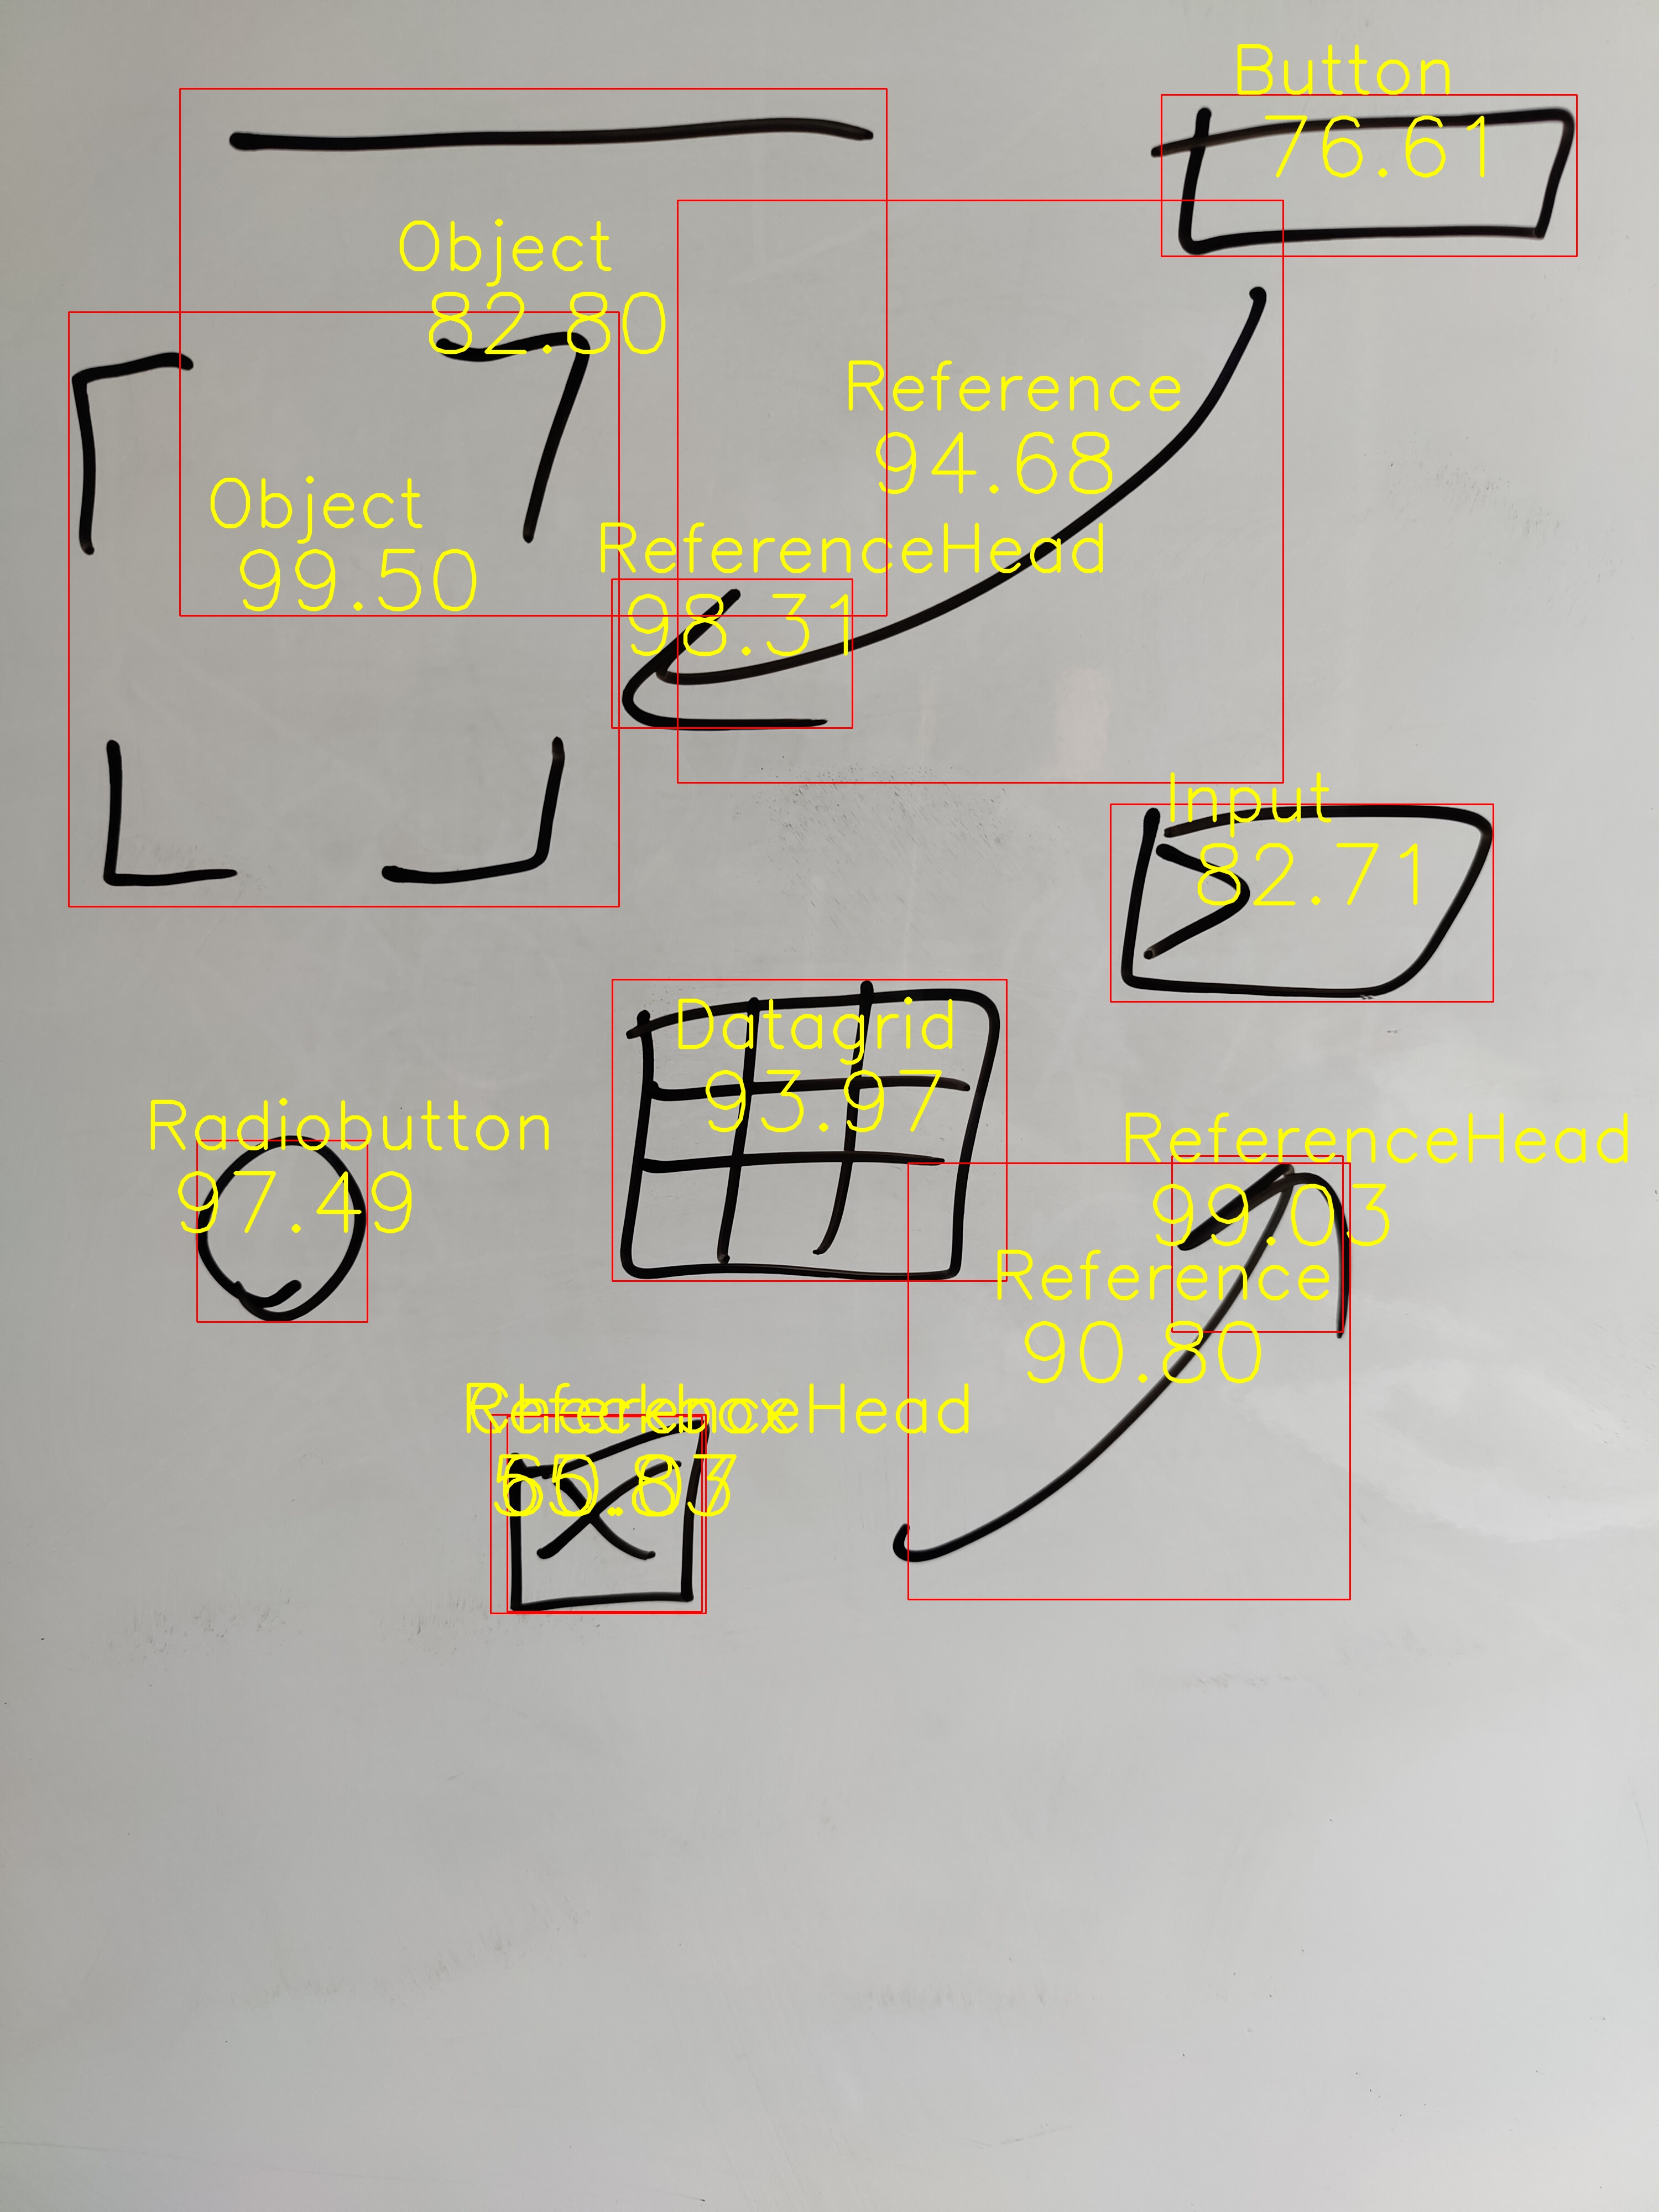 Button
76.61
Object
82.80
Reference
94.68
Object
99.50
ReferenceHead
98.31
Input
82.71
Datagrid
93.97
Radiobutton
97.49
ReferenceHead
99.03
Reference
90.80